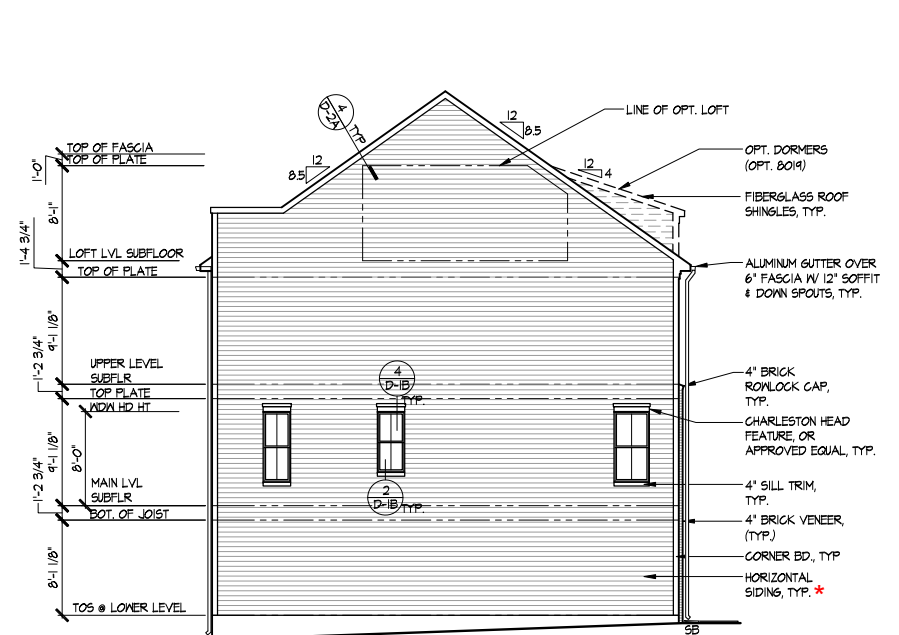 4
D-2A
TYP
12
8.5
12
8.5
12
4
LINE OF OPT. LOFT
OPT. DORMERS
(OPT. 8019)
FIBERGLASS ROOF
SHINGLES, TYP.
ALUMINUM GUTTER OVER
6" FASCIA W/ 12" SOFFIT
& DOWN SPOUTS, TYP.
4" BRICK
ROWLOCK CAP,
TYP.
CHARLESTON HEAD
FEATURE, OR
APPROVED EQUAL, TYP.
4" SILL TRIM,
TYP.
4" BRICK VENEER,
(TYP.)
CORNER BD., TYP
HORIZONTAL
SIDING, TYP. *
SB
TOP OF FASCIA
TOP OF PLATE
1'-0"
8'-1"
1'-4 3/4"
LOFT LVL SUBFLOOR
TOP OF PLATE
9'-1 1/8"
1'-2 3/4"
UPPER LEVEL
SUBFLR
TOP PLATE
WDW HD HT
9'-1 1/8"
8'-0"
1'-2 3/4"
MAIN LVL
SUBFLR
BOT. OF JOIST
8'-1 1/8"
TOS @ LOWER LEVEL
4
D-1B
TYP.
2
D-1B
TYP.